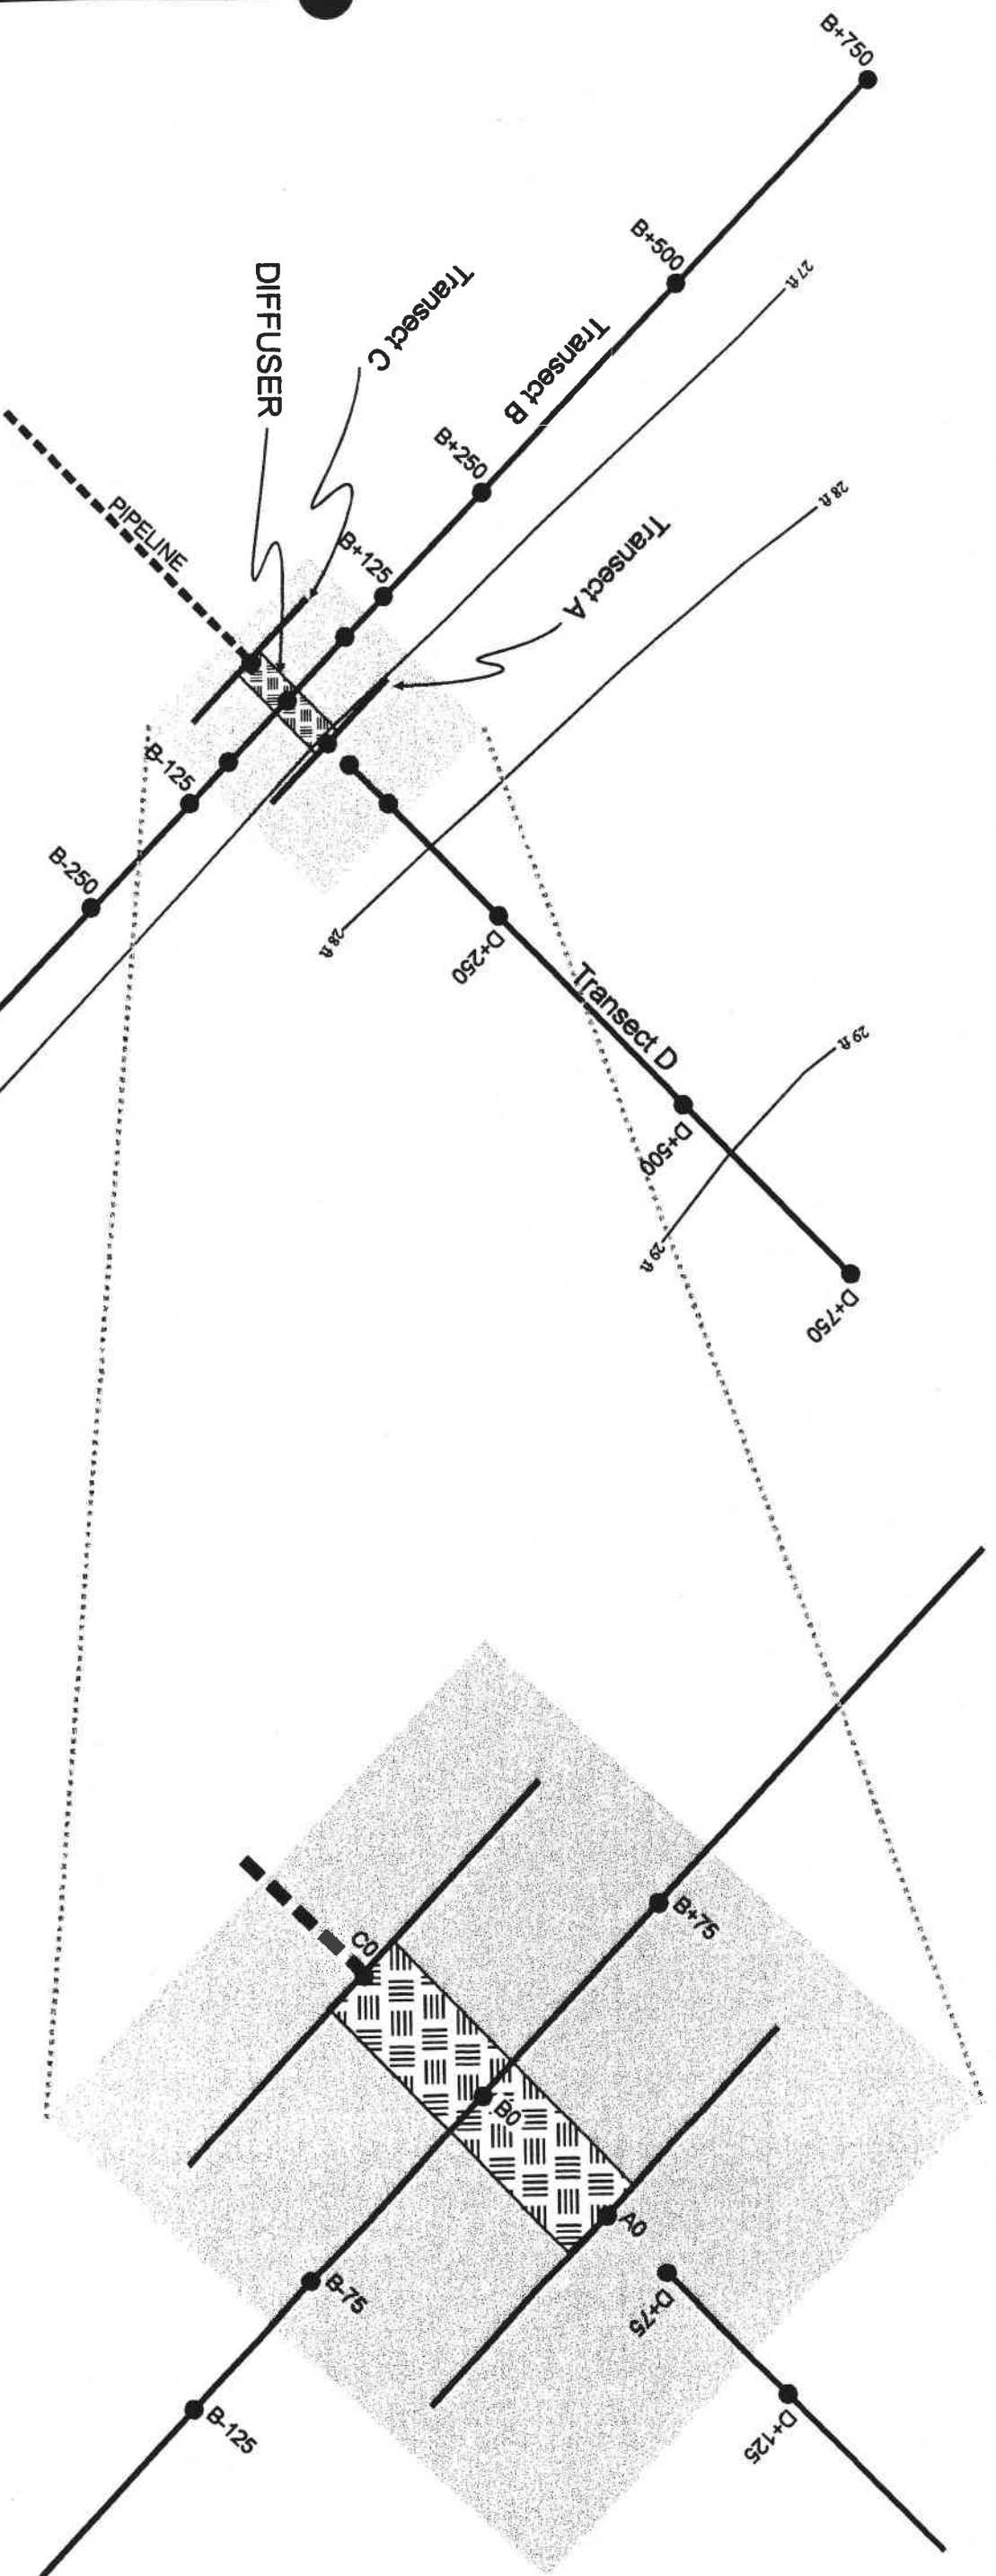 B+750
B+500
27 ft
Transect B
Transect C
DIFFUSER
B+250
28 ft
PIPELINE
B+125
Transect A
B-125
B-250
28 ft
D+250
Transect D
29 ft
D+500
29 ft
D+750
B+75
C0
B0
A0
B-75
D+75
B-125
D+125